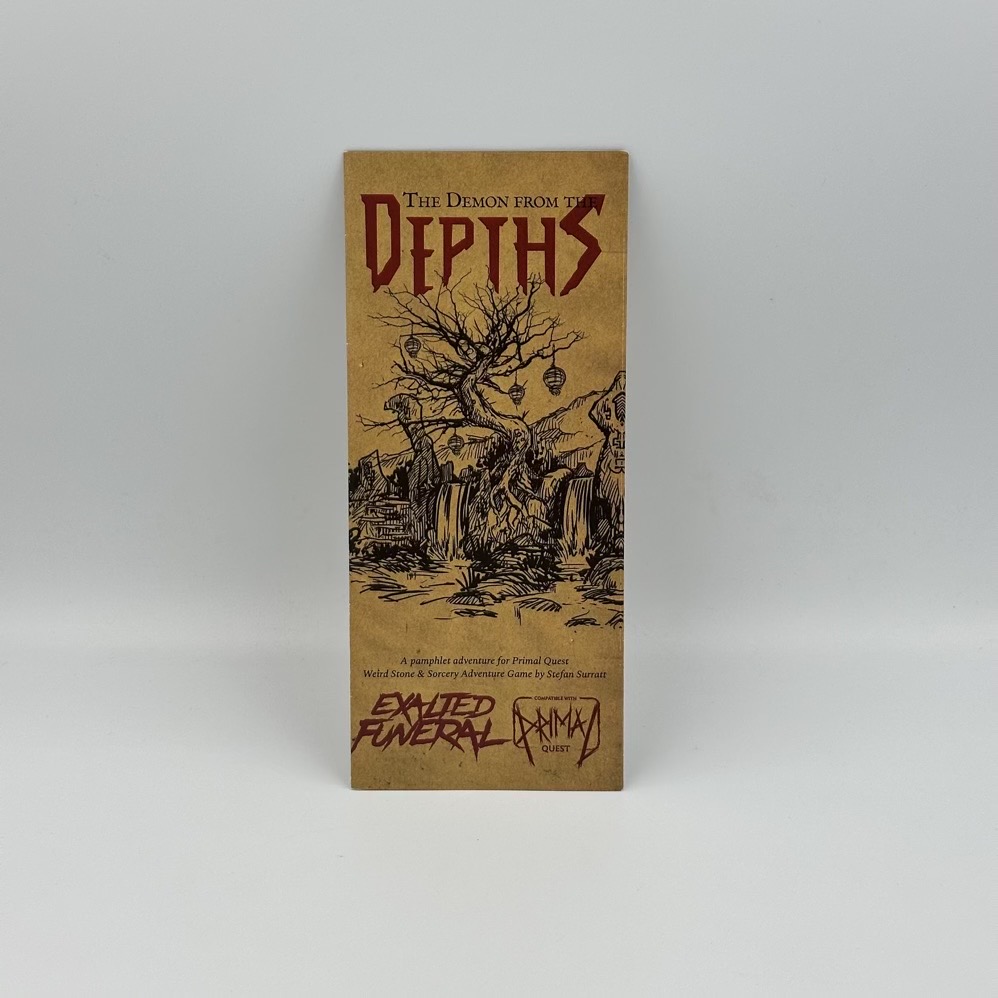 The Demon from the
Depths
A pamphlet adventure for Primal Quest
Weird Stone & Sorcery Adventure Game by Stefan Surratt
EXALTED
FUNERAL
COMPATIBLE WITH
PRIMAL
QUEST